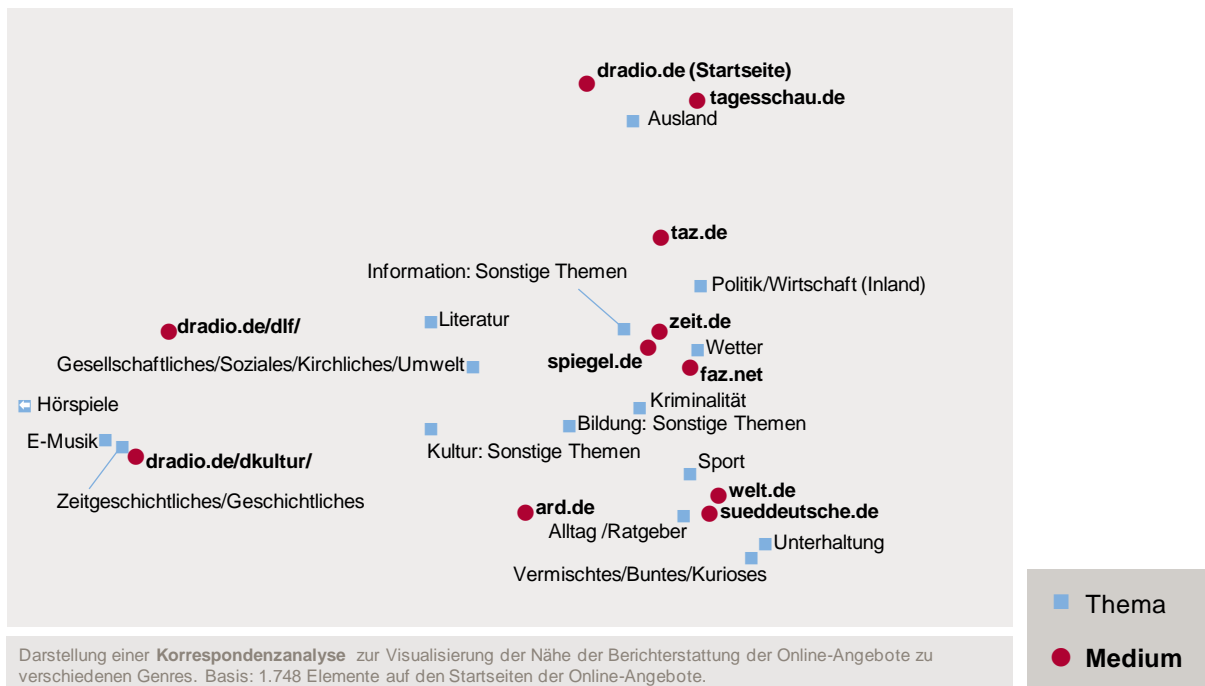 dradio.de (Startseite)
tagesschau.de
Ausland
taz.de
Information: Sonstige Themen
Politik/Wirtschaft (Inland)
Literatur
zeit.de
dradio.de/dlf/
Wetter
spiegel.de
Gesellschaftliches/Soziales/Kirchliches/Umwelt
faz.net
Hörspiele
Kriminalität
Bildung: Sonstige Themen
E-Musik
Kultur: Sonstige Themen
dradio.de/dkultur/
Sport
Zeitgeschichtliches/Geschichtliches
welt.de
ard.de
sueddeutsche.de
Alltag /Ratgeber
Unterhaltung
Vermischtes/Buntes/Kurioses
Thema
Medium
Darstellung einer Korrespondenzanalyse zur Visualisierung der Nähe der Berichterstattung der Online-Angebote zu
verschiedenen Genres. Basis: 1.748 Elemente auf den Startseiten der Online-Angebote.